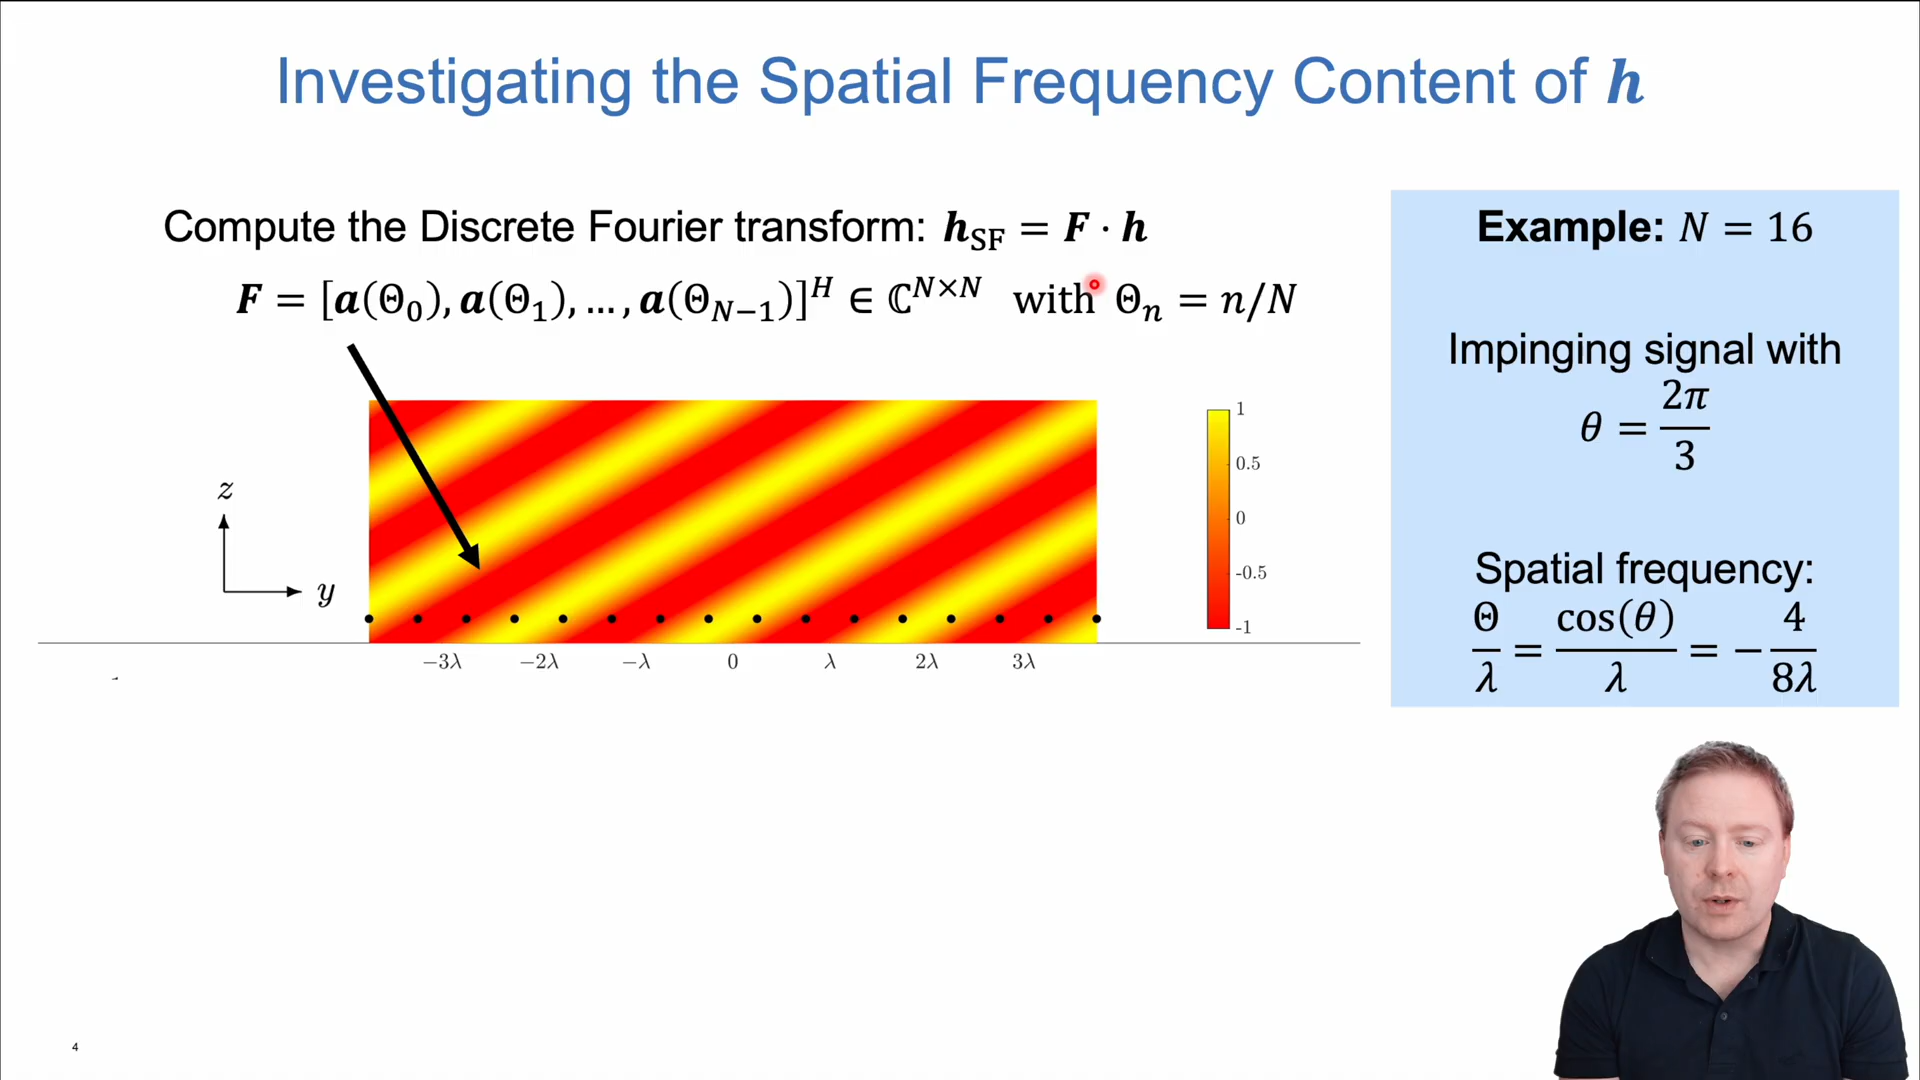 Investigating the Spatial Frequency Content of h
Compute the Discrete Fourier transform: h_SF = F · h
F = [a(Θ_0), a(Θ_1), …, a(Θ_{N−1})]^H ∈ ℂ^{N×N} with Θ_n = n/N
Example: N = 16
Impinging signal with
θ = 2π/3
Spatial frequency:
Θ/λ = cos(θ)/λ = −4/8λ
z
y
−3λ −2λ −λ 0 λ 2λ 3λ
1
0.5
0
-0.5
-1
4